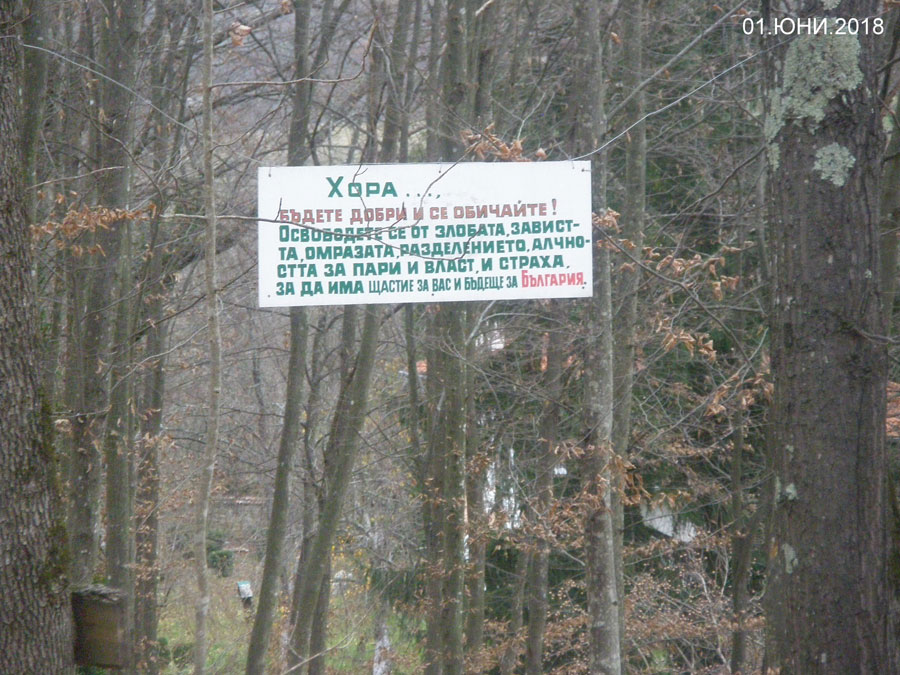 01.ЮНИ.2018
ХОРА ....,
БЪДЕТЕ ДОБРИ И СЕ ОБИЧАЙТЕ!
ОСВОБОДЕТЕ СЕ ОТ ЗЛОБАТА, ЗАВИСТ-
ТА, ОМРАЗАТА, РАЗДЕЛЕНИЕТО, АЛЧНО-
СТТА ЗА ПАРИ И ВЛАСТ, И СТРАХА,
ЗА ДА ИМА ЩАСТИЕ ЗА ВАС И БЪДЕЩЕ ЗА БЪЛГАРИЯ.